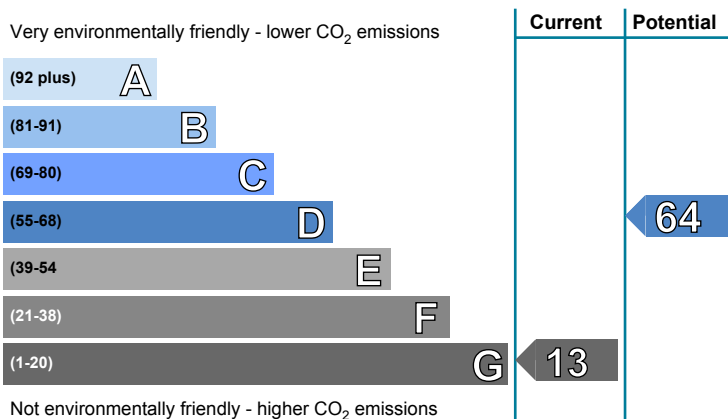 Very environmentally friendly - lower CO₂ emissions
Current
Potential
(92 plus) A
(81-91) B
(69-80) C
(55-68) D
64
(39-54 E
(21-38) F
(1-20) G
13
Not environmentally friendly - higher CO₂ emissions